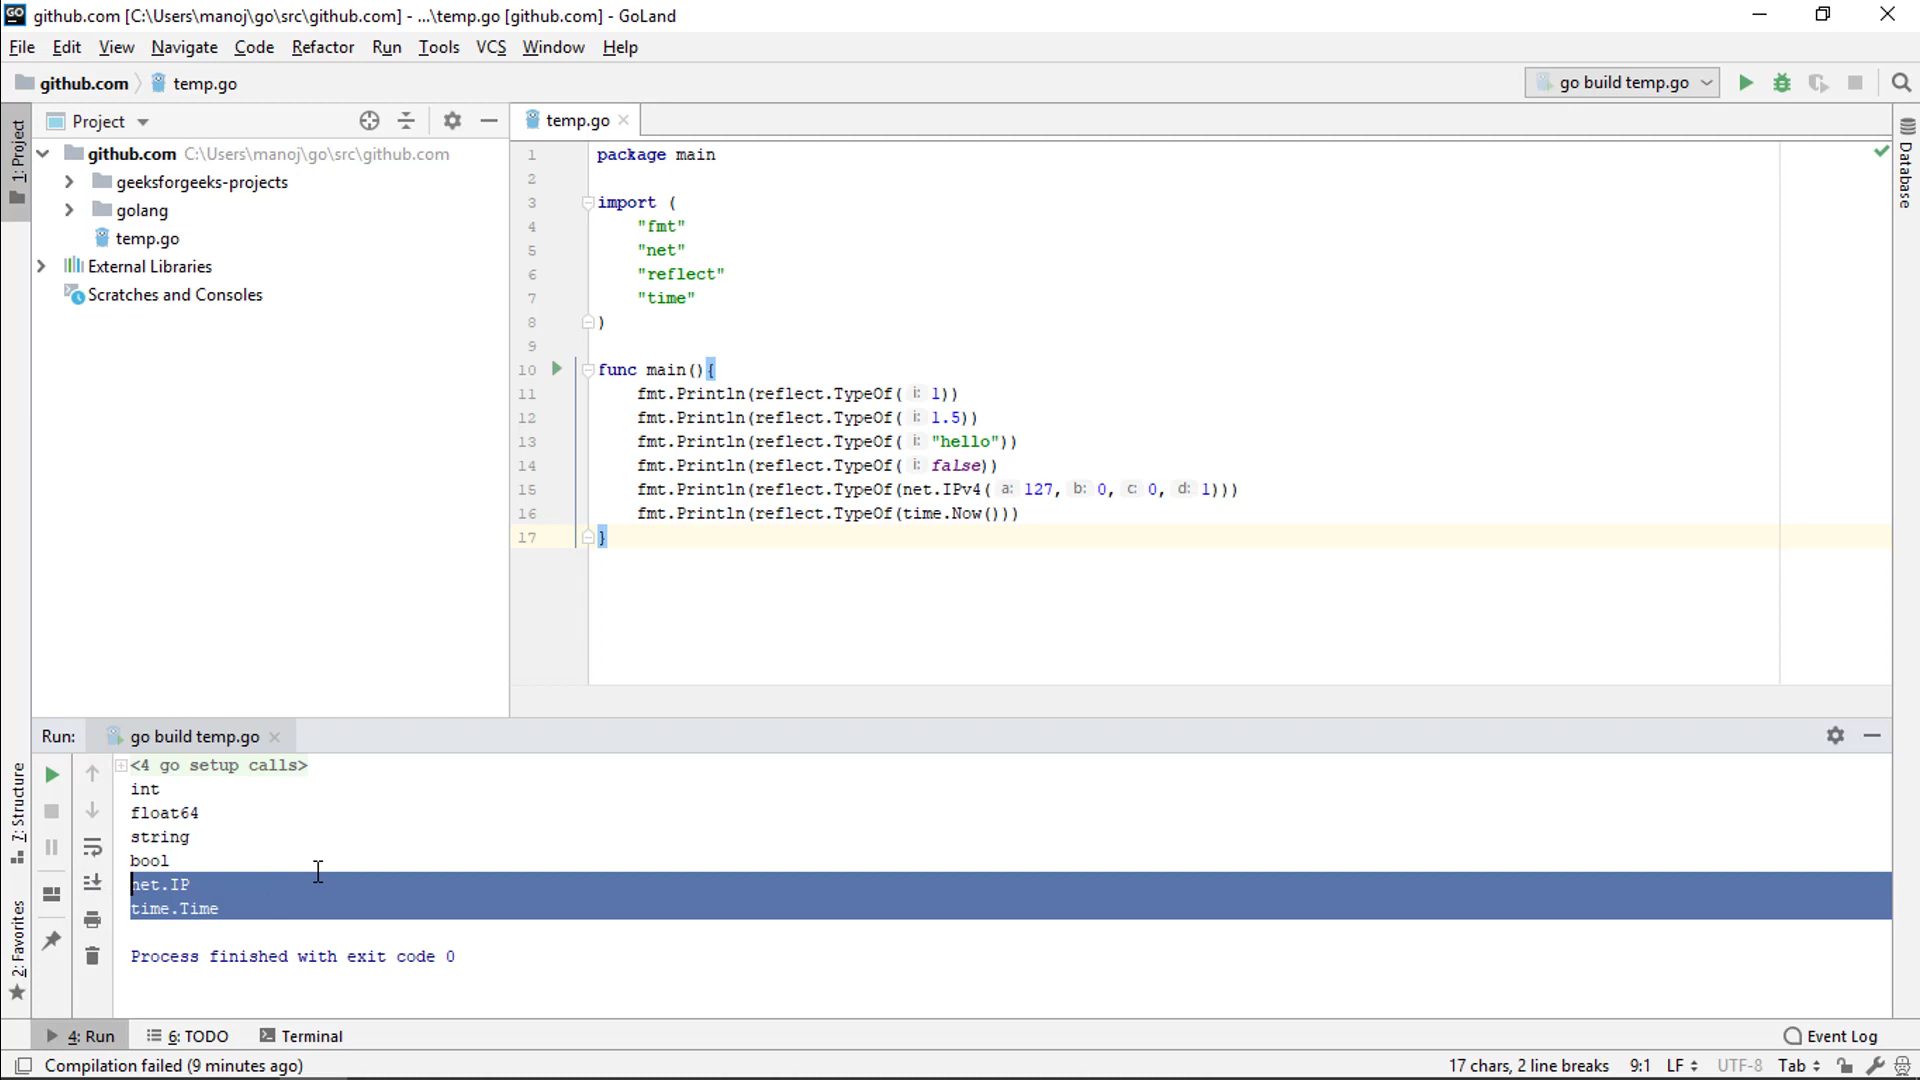 GO github.com [C:\Users\manoj\go\src\github.com] - ...\temp.go [github.com] - GoLand
File Edit View Navigate Code Refactor Run Tools VCS Window Help
github.com temp.go go build temp.go
Project temp.go
1: Project
github.com C:\Users\manoj\go\src\github.com
geeksforgeeks-projects
golang
temp.go
External Libraries
Scratches and Consoles
1 package main
2
3 import (
4 "fmt"
5 "net"
6 "reflect"
7 "time"
8 )
9
10 func main(){
11 fmt.Println(reflect.TypeOf( i: 1))
12 fmt.Println(reflect.TypeOf( i: 1.5))
13 fmt.Println(reflect.TypeOf( i: "hello"))
14 fmt.Println(reflect.TypeOf( i: false))
15 fmt.Println(reflect.TypeOf(net.IPv4( a: 127, b: 0, c: 0, d: 1)))
16 fmt.Println(reflect.TypeOf(time.Now()))
17 }
Database
Run: go build temp.go
<4 go setup calls>
int
float64
string
bool
net.IP
time.Time
Process finished with exit code 0
7: Structure
2: Favorites
4: Run 6: TODO Terminal Event Log
Compilation failed (9 minutes ago) 17 chars, 2 line breaks 9:1 LF UTF-8 Tab